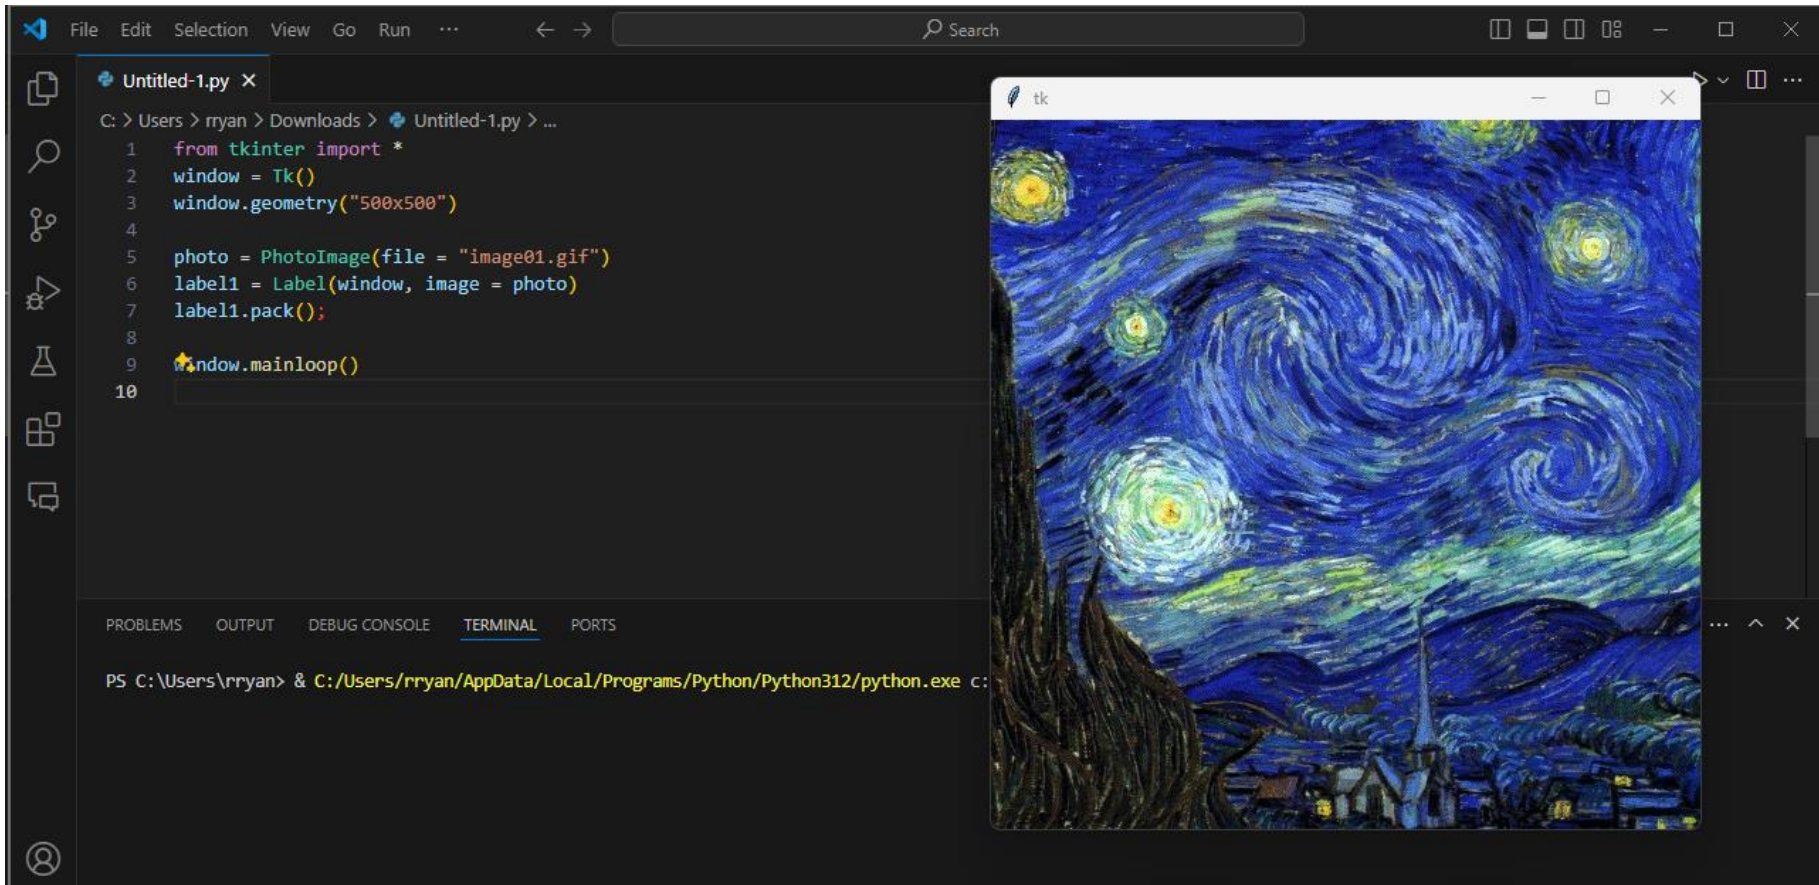 File Edit Selection View Go Run ··· ← → Search
Untitled-1.py ×
C: > Users > rryan > Downloads > Untitled-1.py > ...
1 from tkinter import *
2 window = Tk()
3 window.geometry("500x500")
4
5 photo = PhotoImage(file = "image01.gif")
6 label1 = Label(window, image = photo)
7 label1.pack();
8
9 window.mainloop()
10
tk
PROBLEMS OUTPUT DEBUG CONSOLE TERMINAL PORTS
PS C:\Users\rryan> & C:/Users/rryan/AppData/Local/Programs/Python/Python312/python.exe c: